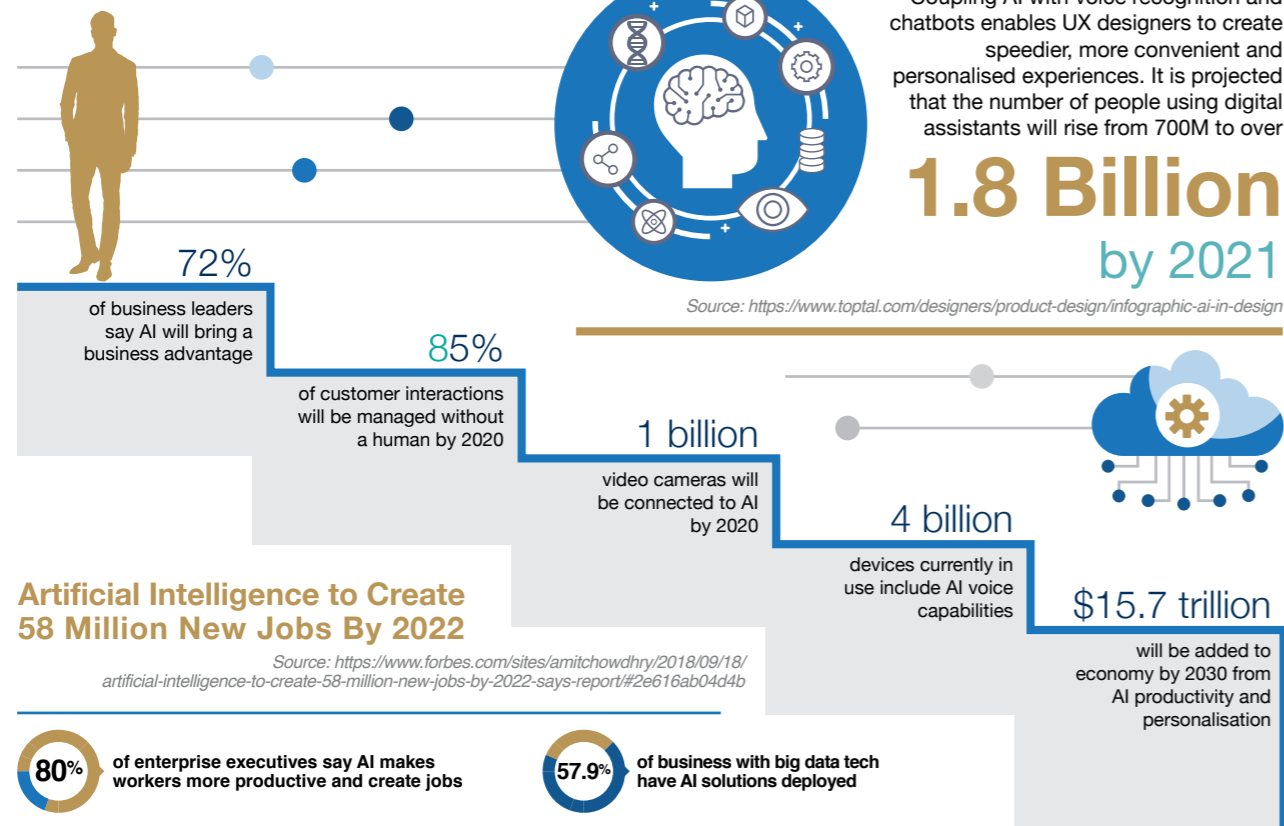 Coupling AI with voice recognition and
chatbots enables UX designers to create
speedier, more convenient and
personalised experiences. It is projected
that the number of people using digital
assistants will rise from 700M to over
1.8 Billion
by 2021
Source: https://www.toptal.com/designers/product-design/infographic-ai-in-design
72%
of business leaders
say AI will bring a
business advantage
85%
of customer interactions
will be managed without
a human by 2020
1 billion
video cameras will
be connected to AI
by 2020
4 billion
devices currently in
use include AI voice
capabilities
$15.7 trillion
will be added to
economy by 2030 from
AI productivity and
personalisation
Artificial Intelligence to Create
58 Million New Jobs By 2022
Source: https://www.forbes.com/sites/amitchowdhry/2018/09/18/
artificial-intelligence-to-create-58-million-new-jobs-by-2022-says-report/#2e616ab04d4b
80%
of enterprise executives say AI makes
workers more productive and create jobs
57.9%
of business with big data tech
have AI solutions deployed